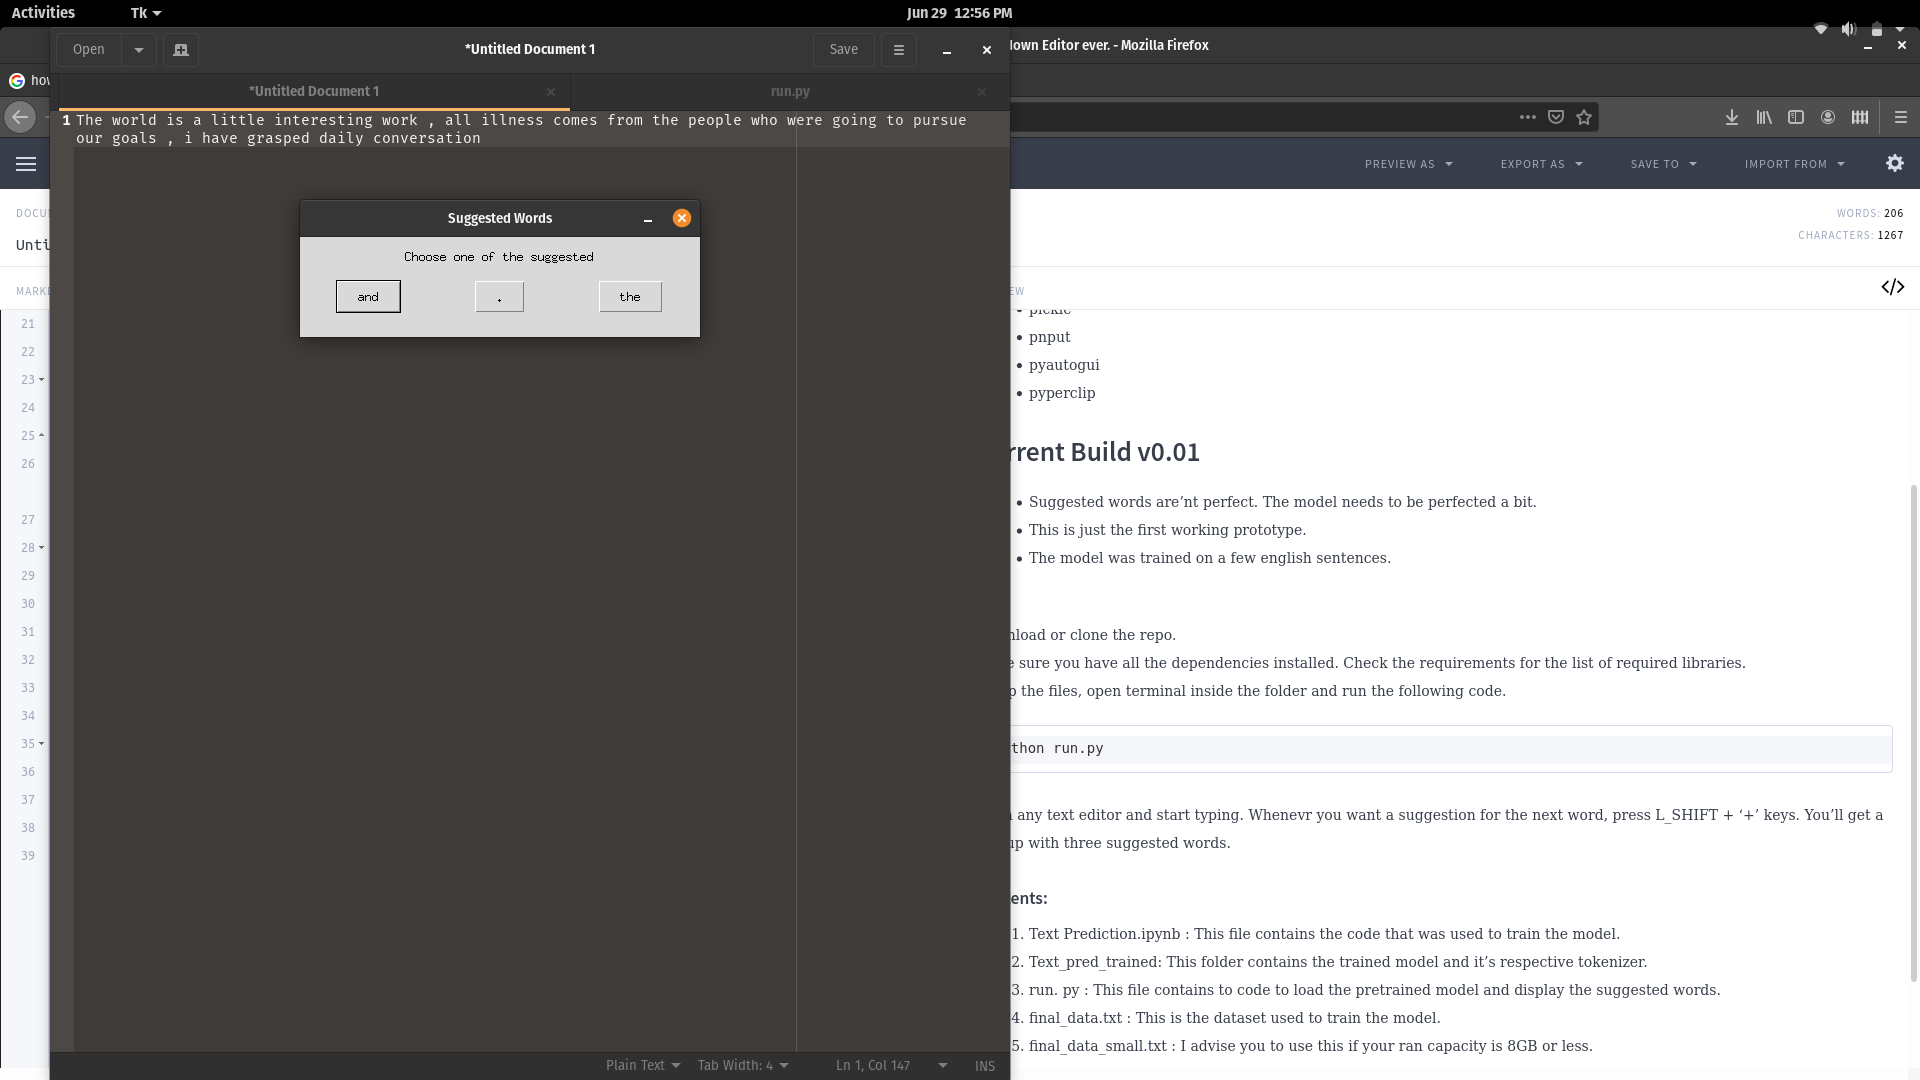 Activities
Tk
Jun 29 12:56 PM
Open
*Untitled Document 1
Save
down Editor ever. - Mozilla Firefox
how
*Untitled Document 1
run.py
1 The world is a little interesting work , all illness comes from the people who were going to pursue
our goals , i have grasped daily conversation
PREVIEW AS
EXPORT AS
SAVE TO
IMPORT FROM
DOCU
WORDS: 206
Unti
CHARACTERS: 1267
Suggested Words
Choose one of the suggested
and
.
the
MARK
EW
21
22
23
24
25
26
27
28
29
30
31
32
33
34
35
36
37
38
39
pickle
pnput
pyautogui
pyperclip
rrent Build v0.01
Suggested words are’nt perfect. The model needs to be perfected a bit.
This is just the first working prototype.
The model was trained on a few english sentences.
nload or clone the repo.
e sure you have all the dependencies installed. Check the requirements for the list of required libraries.
p the files, open terminal inside the folder and run the following code.
thon run.py
n any text editor and start typing. Whenevr you want a suggestion for the next word, press L_SHIFT + ‘+’ keys. You’ll get a
up with three suggested words.
ents:
1. Text Prediction.ipynb : This file contains the code that was used to train the model.
2. Text_pred_trained: This folder contains the trained model and it’s respective tokenizer.
3. run. py : This file contains to code to load the pretrained model and display the suggested words.
4. final_data.txt : This is the dataset used to train the model.
5. final_data_small.txt : I advise you to use this if your ran capacity is 8GB or less.
Plain Text
Tab Width: 4
Ln 1, Col 147
INS